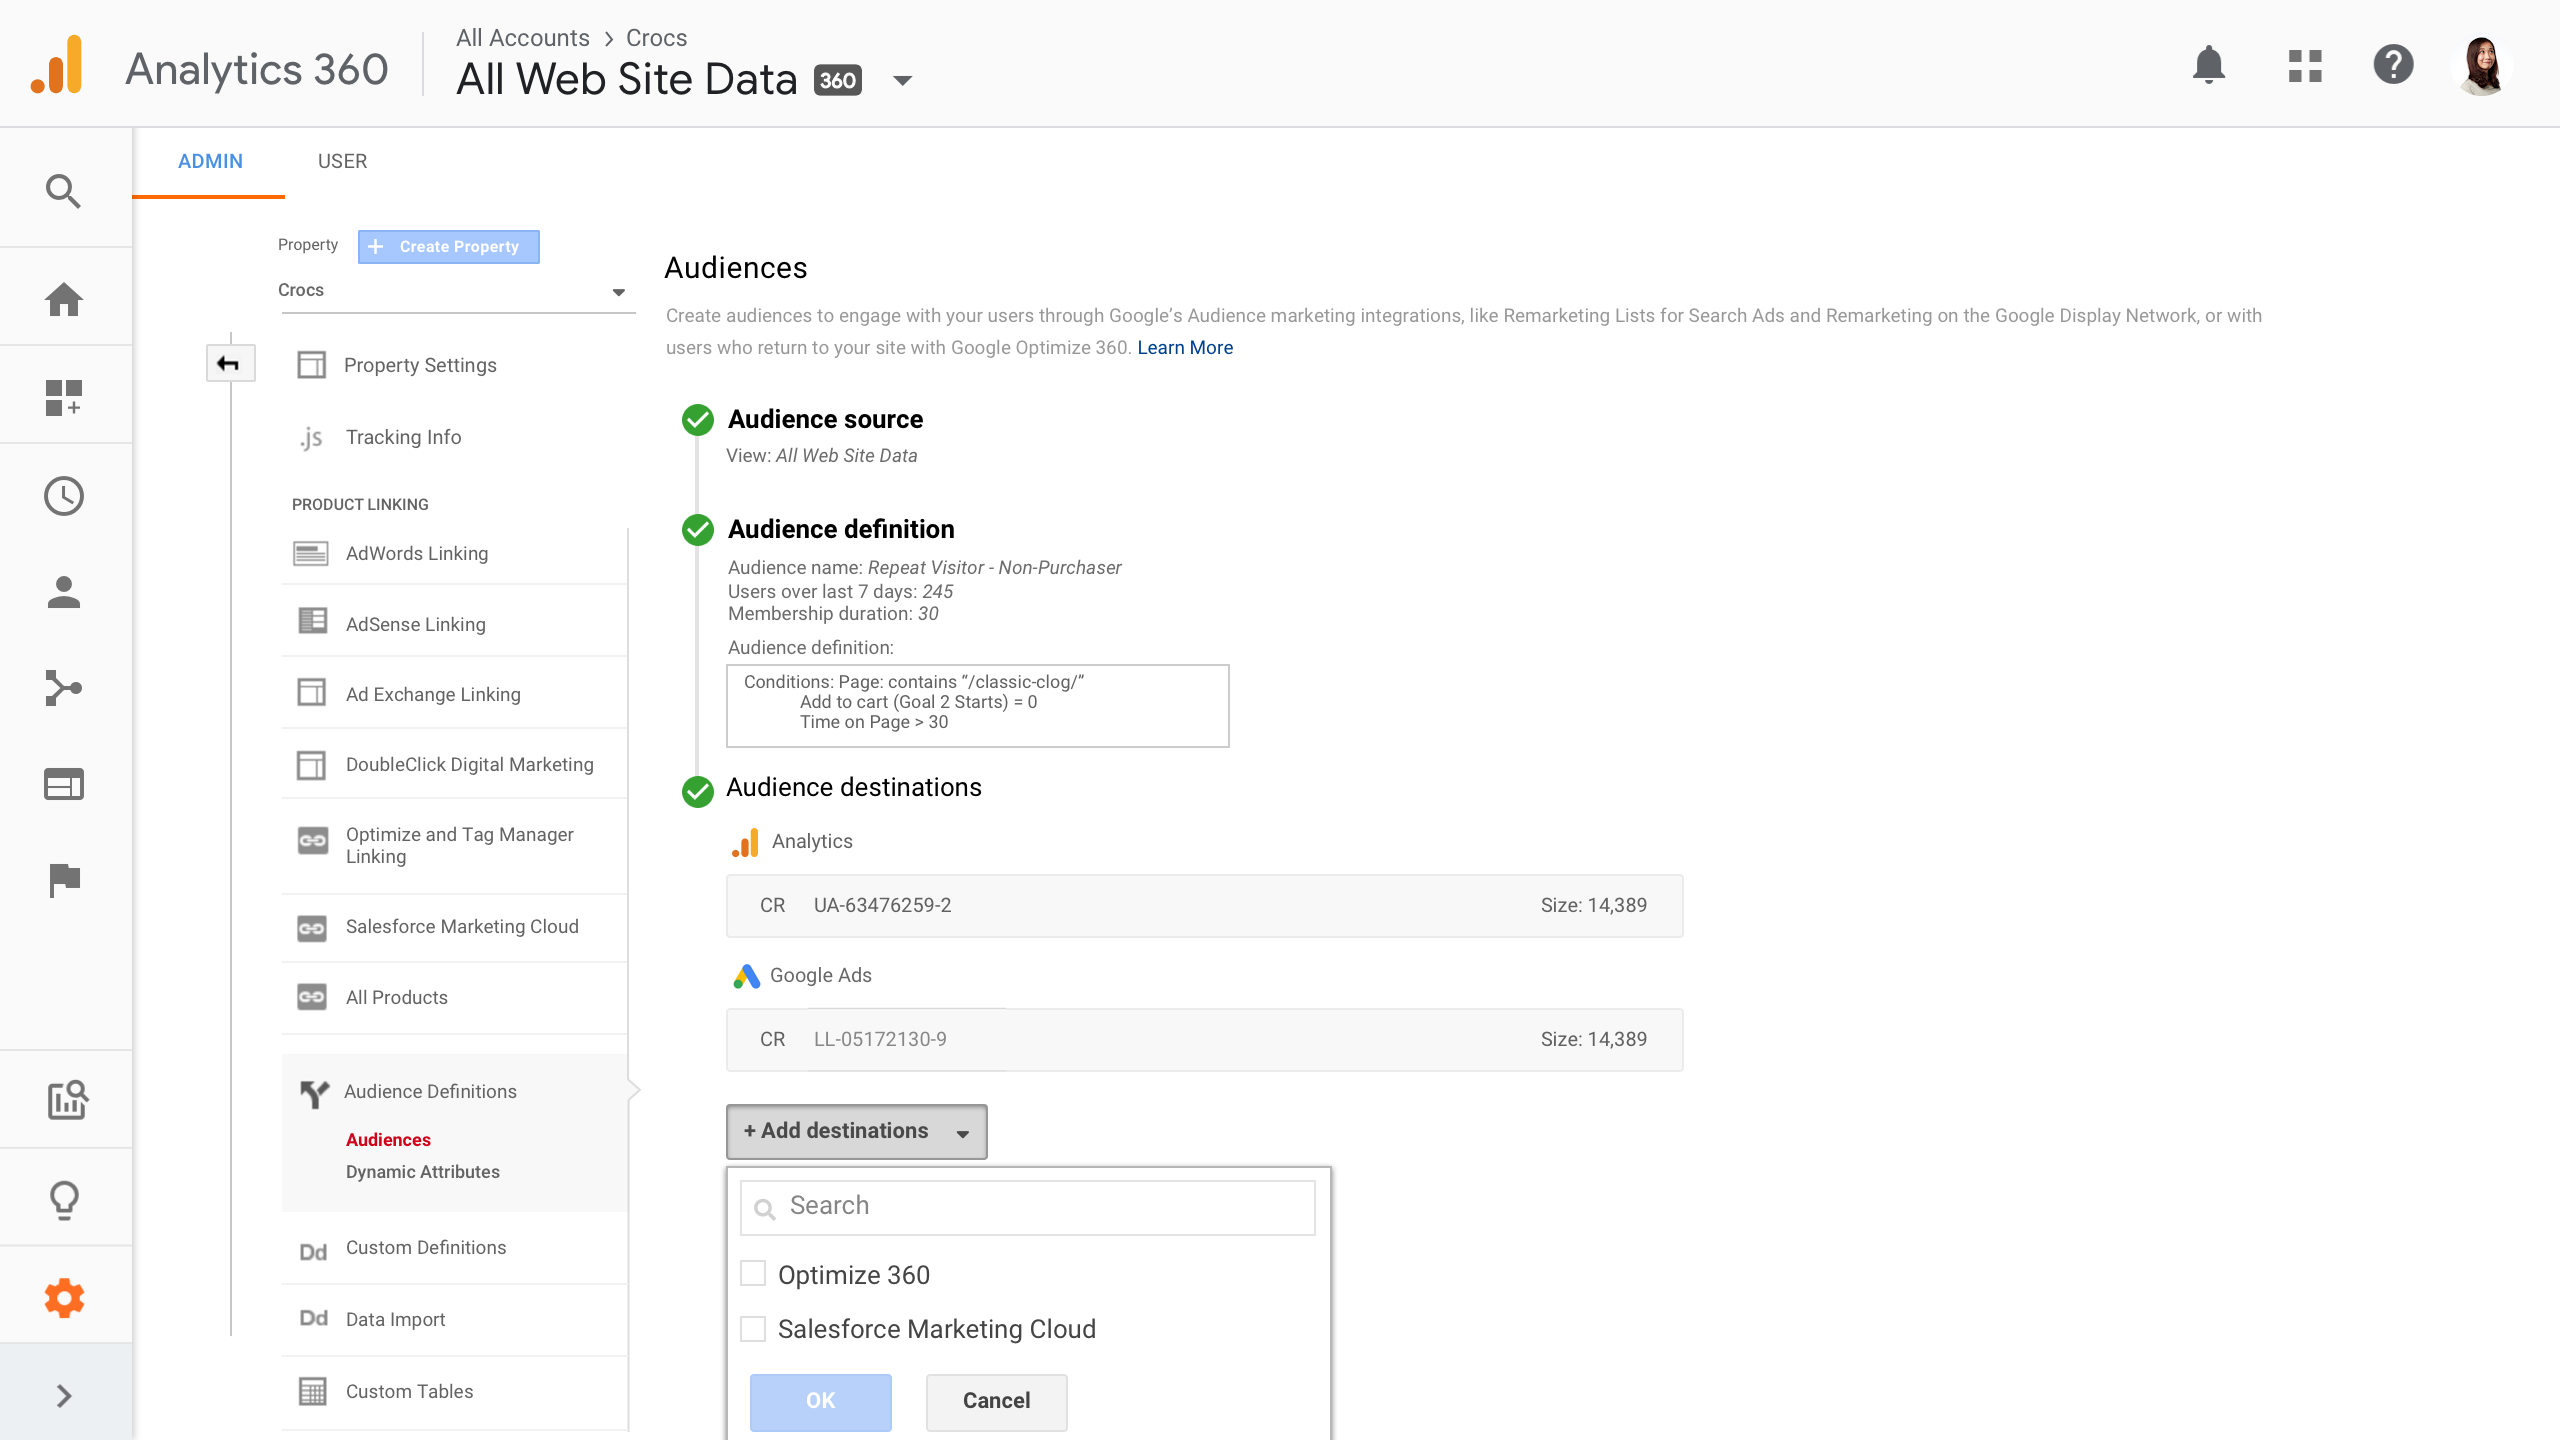 Analytics 360
All Accounts > Crocs
All Web Site Data 360
ADMIN USER
Property + Create Property
Crocs
Property Settings
.js Tracking Info
PRODUCT LINKING
AdWords Linking
AdSense Linking
Ad Exchange Linking
DoubleClick Digital Marketing
Optimize and Tag Manager
Linking
Salesforce Marketing Cloud
All Products
Audience Definitions
Audiences
Dynamic Attributes
Dd Custom Definitions
Dd Data Import
Custom Tables
Audiences
Create audiences to engage with your users through Google’s Audience marketing integrations, like Remarketing Lists for Search Ads and Remarketing on the Google Display Network, or with
users who return to your site with Google Optimize 360. Learn More
Audience source
View: All Web Site Data
Audience definition
Audience name: Repeat Visitor - Non-Purchaser
Users over last 7 days: 245
Membership duration: 30
Audience definition:
Conditions: Page: contains “/classic-clog/”
Add to cart (Goal 2 Starts) = 0
Time on Page > 30
Audience destinations
Analytics
CR UA-63476259-2 Size: 14,389
Google Ads
CR LL-05172130-9 Size: 14,389
+ Add destinations
Search
Optimize 360
Salesforce Marketing Cloud
OK Cancel